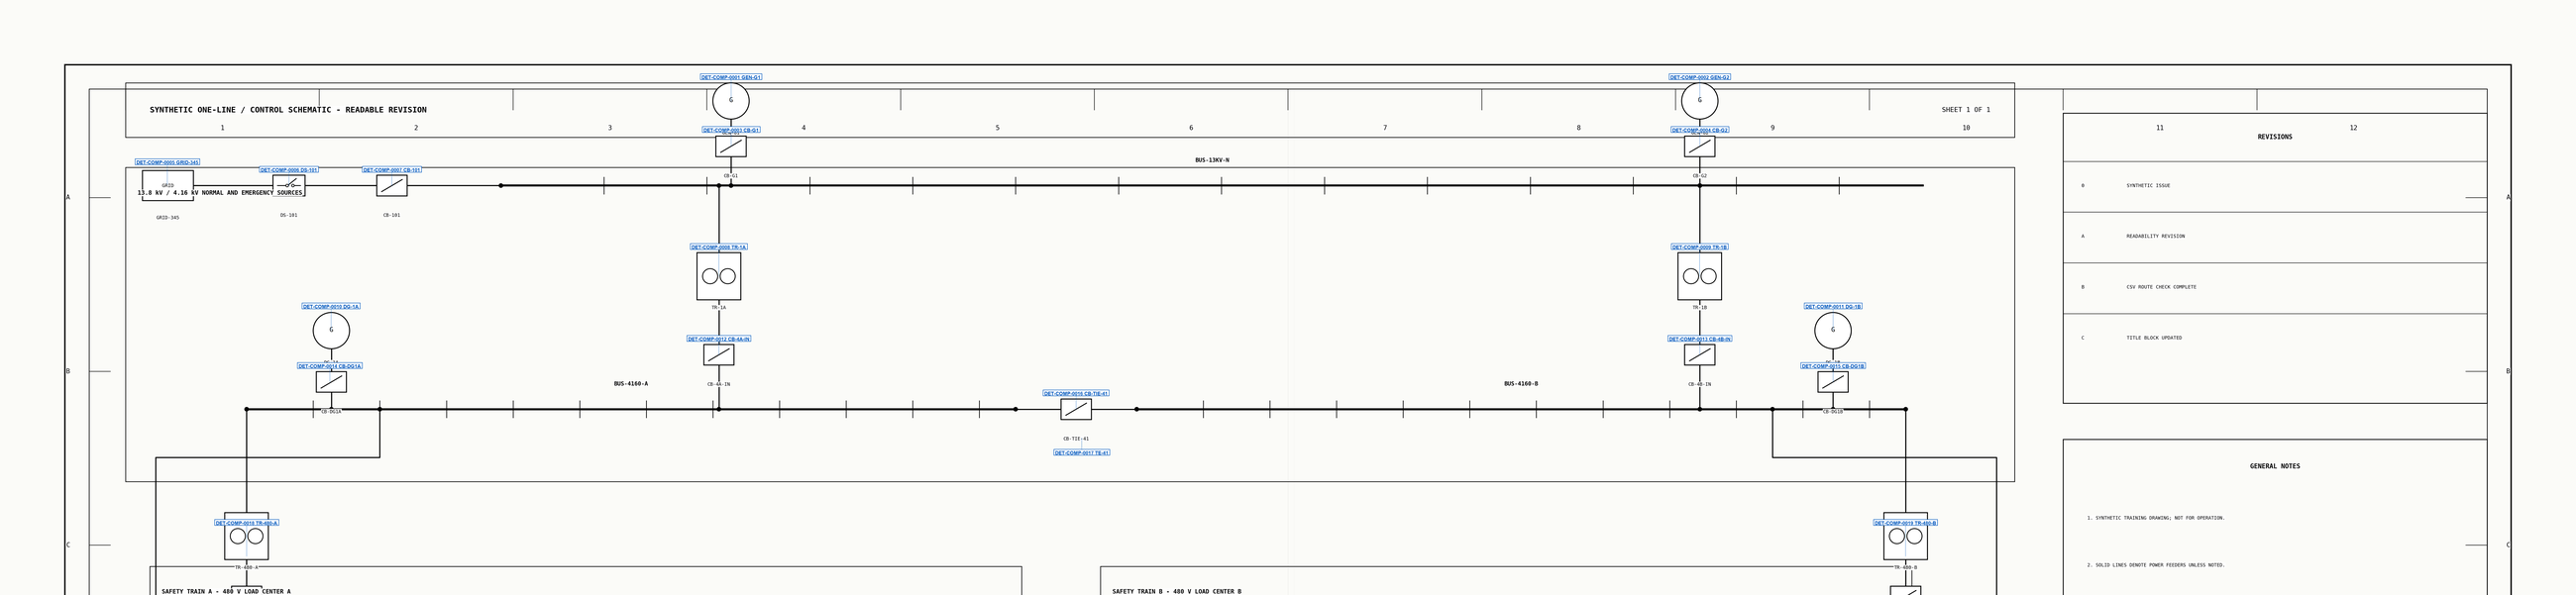 DET-COMP-0001 GEN-G1
DET-COMP-0002 GEN-G2
G
G
SYNTHETIC ONE-LINE / CONTROL SCHEMATIC - READABLE REVISION
SHEET 1 OF 1
1 2 3 4 5 6 7 8 9 10 11 12
DET-COMP-0003 CB-G1
DET-COMP-0004 CB-G2
REVISIONS
BUS-13KV-N
DET-COMP-0005 GRID-345
DET-COMP-0006 DS-101
DET-COMP-0007 CB-101
CB-G1
CB-G2
GRID
13.8 kV / 4.16 kV NORMAL AND EMERGENCY SOURCES
0 SYNTHETIC ISSUE
A
A
GRID-345
DS-101
CB-101
A READABILITY REVISION
DET-COMP-0008 TR-1A
DET-COMP-0009 TR-1B
B CSV ROUTE CHECK COMPLETE
TR-1A
TR-1B
DET-COMP-0010 DG-1A
DET-COMP-0011 DG-1B
G
G
DET-COMP-0012 CB-4A-IN
DET-COMP-0013 CB-4B-IN
C TITLE BLOCK UPDATED
DET-COMP-0014 CB-DG1A
DET-COMP-0015 CB-DG1B
B
B
BUS-4160-A
CB-4A-IN
BUS-4160-B
CB-4B-IN
DET-COMP-0016 CB-TIE-41
CB-DG1A
CB-DG1B
CB-TIE-41
DET-COMP-0017 TE-41
GENERAL NOTES
1. SYNTHETIC TRAINING DRAWING; NOT FOR OPERATION.
DET-COMP-0018 TR-480-A
DET-COMP-0019 TR-480-B
C
C
TR-480-A
TR-480-B
2. SOLID LINES DENOTE POWER FEEDERS UNLESS NOTED.
SAFETY TRAIN A - 480 V LOAD CENTER A
SAFETY TRAIN B - 480 V LOAD CENTER B